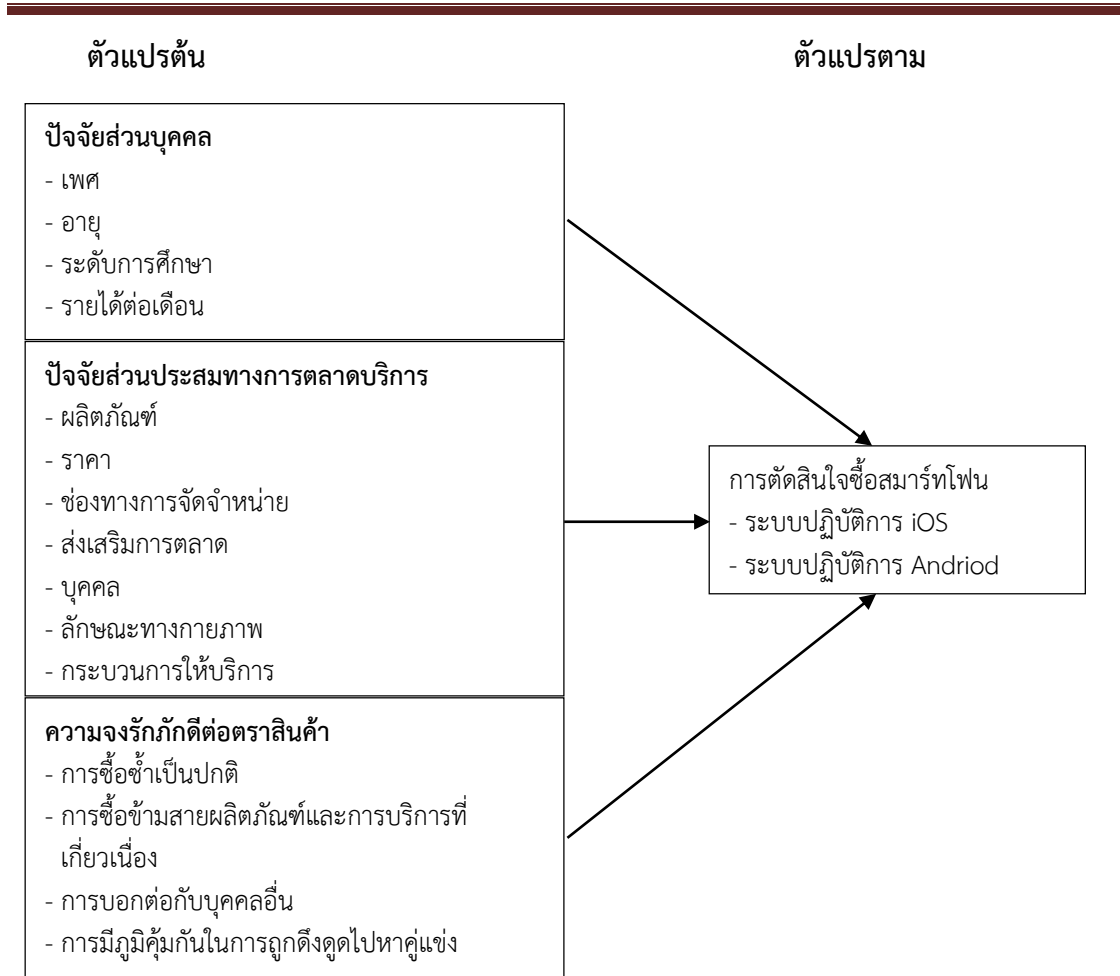 ตัวแปรต้น
ตัวแปรตาม
ปัจจัยส่วนบุคคล
- เพศ
- อายุ
- ระดับการศึกษา
- รายได้ต่อเดือน
ปัจจัยส่วนประสมทางการตลาดบริการ
- ผลิตภัณฑ์
- ราคา
- ช่องทางการจัดจำหน่าย
- ส่งเสริมการตลาด
- บุคคล
- ลักษณะทางกายภาพ
- กระบวนการให้บริการ
ความจงรักภักดีต่อตราสินค้า
- การซื้อซ้ำเป็นปกติ
- การซื้อข้ามสายผลิตภัณฑ์และการบริการที่
เกี่ยวเนื่อง
- การบอกต่อกับบุคคลอื่น
- การมีภูมิคุ้มกันในการถูกดึงดูดไปหาคู่แข่ง
การตัดสินใจซื้อสมาร์ทโฟน
- ระบบปฏิบัติการ iOS
- ระบบปฏิบัติการ Andriod